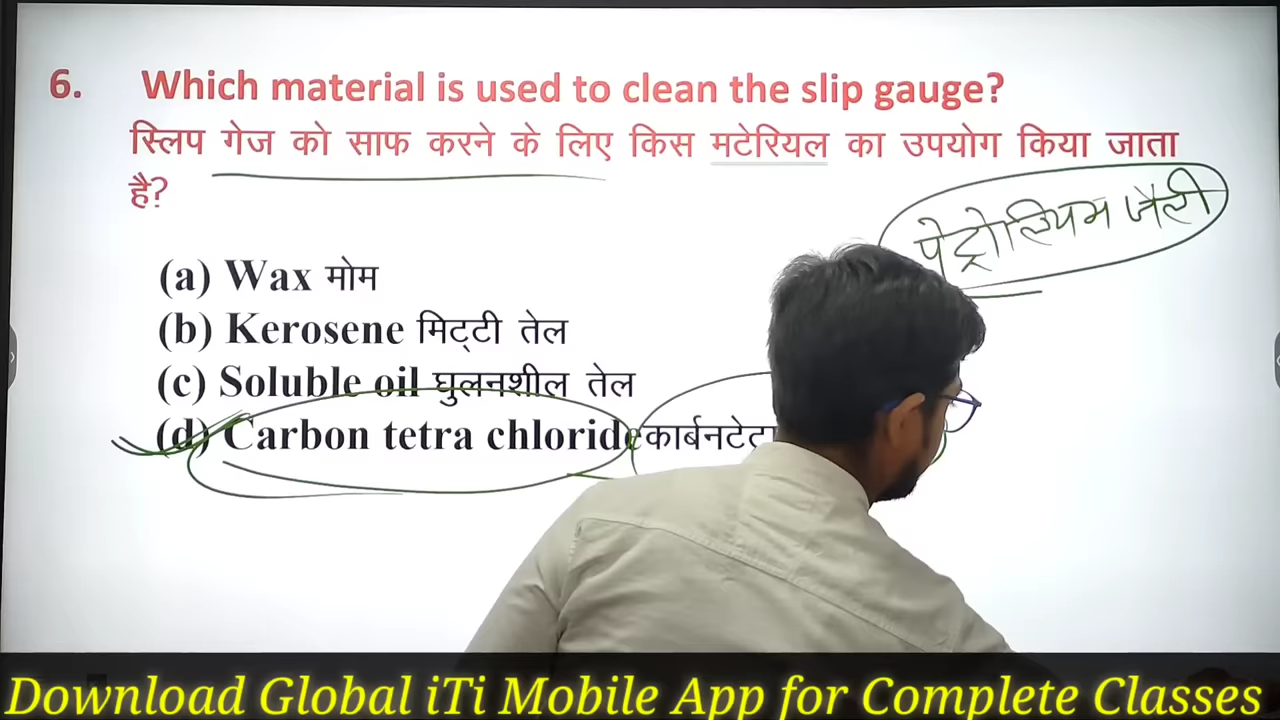 6. Which material is used to clean the slip gauge?
स्लिप गेज को साफ करने के लिए किस मटेरियल का उपयोग किया जाता
है?
पेट्रोलियम जैली
(a) Wax मोम
(b) Kerosene मिट्टी तेल
(c) Soluble oil घुलनशील तेल
(d) Carbon tetra chloride
Download Global iTi Mobile App for Complete Classes